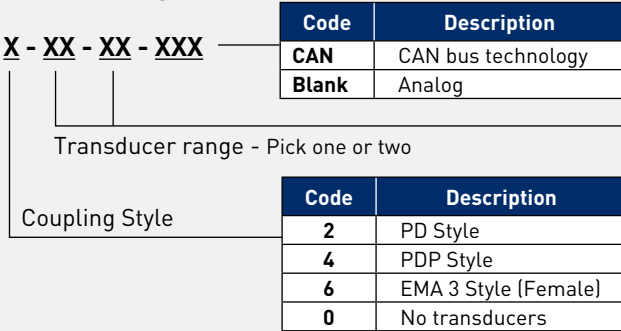 Code Description
X - XX - XX - XXX
CAN CAN bus technology
Blank Analog
Transducer range - Pick one or two
Code Description
Coupling Style
2 PD Style
4 PDP Style
6 EMA 3 Style (Female)
0 No transducers